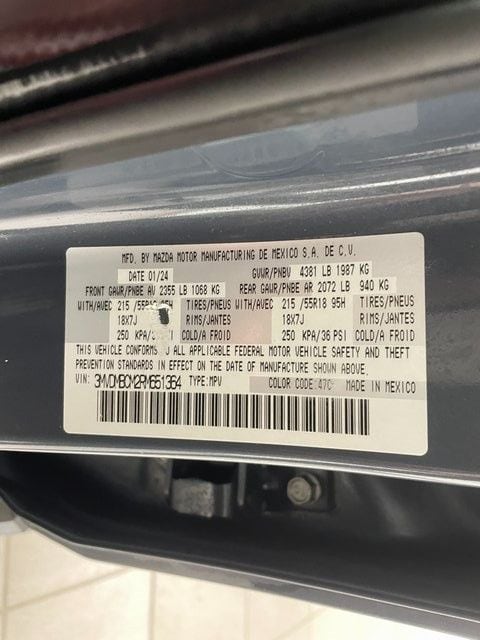 MFD. BY MAZDA MOTOR MANUFACTURING DE MEXICO S.A. DE C.V.
DATE 01/24 GVWR/PNBV 4381 LB 1987 KG
FRONT GAWR/PNBE AV 2355 LB 1068 KG REAR GAWR/PNBE AR 2072 LB 940 KG
WITH/AVEC 215 95H TIRES/PNEUS WITH/AVEC 215 /55R18 95H TIRES/PNEUS
18X7J RIMS/JANTES 18X7J RIMS/JANTES
250 KPA/ PSI COLD/A FROID 250 KPA/36 PSI COLD/A FROID
THIS VEHICLE CONFORMS ALL APPLICABLE FEDERAL MOTOR VEHICLE SAFETY AND THEFT
PREVENTION STANDARDS IN EFFECT ON THE DATE OF MANUFACTURE SHOWN ABOVE.
VIN: TYPE: MPV COLOR CODE: 47C MADE IN MEXICO